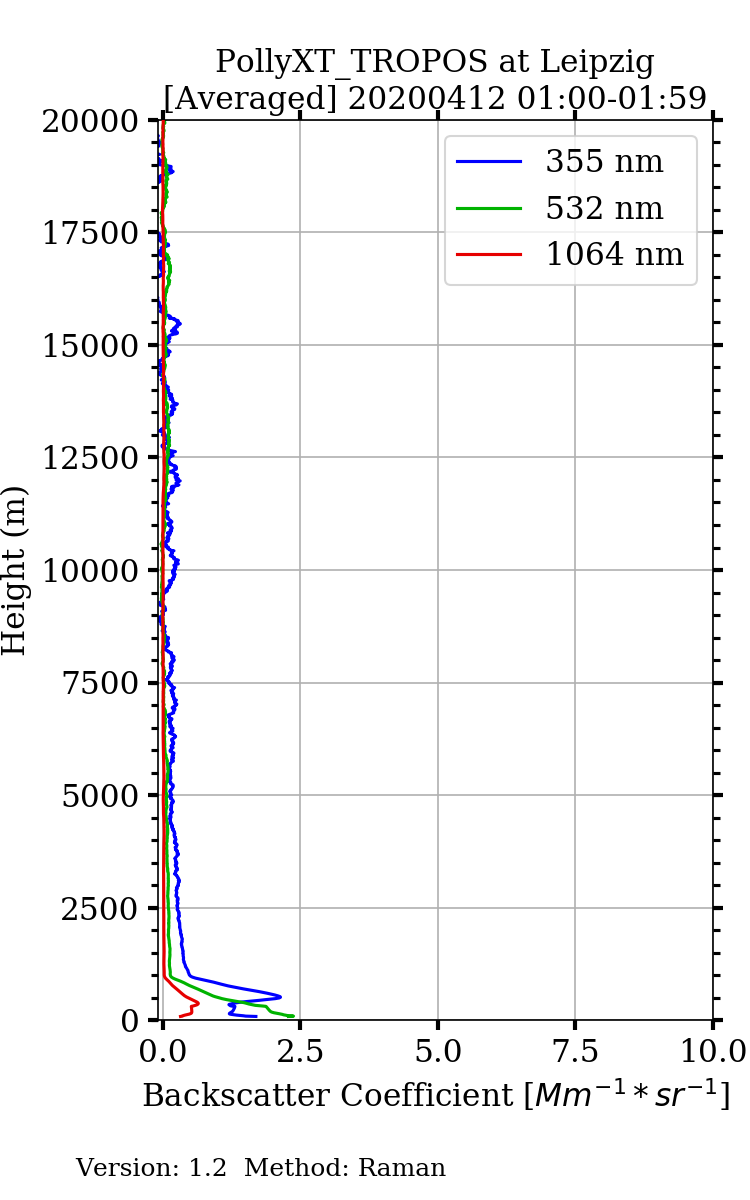 PollyXT_TROPOS at Leipzig
[Averaged] 20200412 01:00-01:59
355 nm
532 nm
1064 nm
20000
17500
15000
12500
10000
7500
5000
2500
0
Height (m)
0.0 2.5 5.0 7.5 10.0
Backscatter Coefficient [Mm⁻¹ * sr⁻¹]
Version: 1.2 Method: Raman